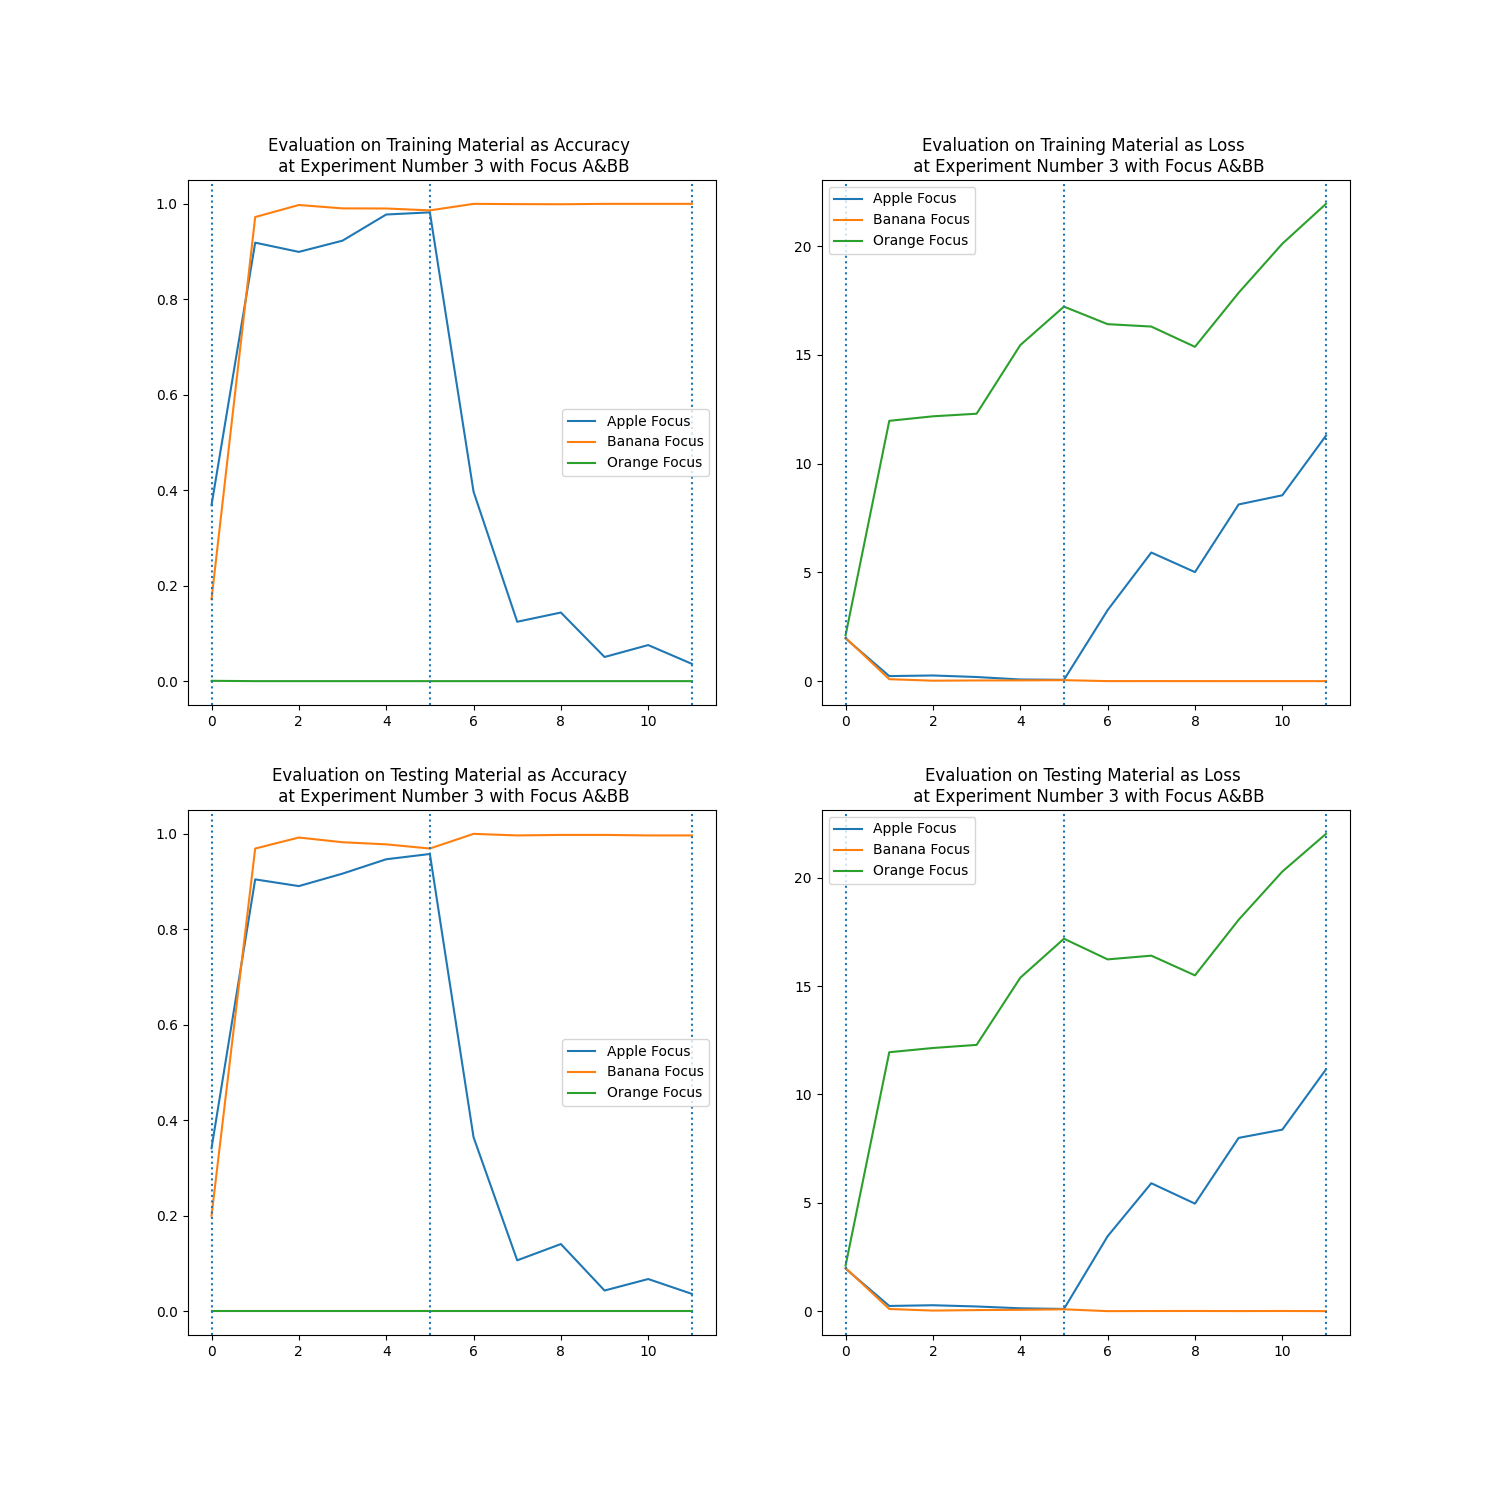 Evaluation on Training Material as Accuracy
at Experiment Number 3 with Focus A&BB
1.0
0.8
0.6
0.4
0.2
0.0
Apple Focus
Banana Focus
Orange Focus
0 2 4 6 8 10
Evaluation on Training Material as Loss
at Experiment Number 3 with Focus A&BB
Apple Focus
Banana Focus
Orange Focus
20
15
10
5
0
0 2 4 6 8 10
Evaluation on Testing Material as Accuracy
at Experiment Number 3 with Focus A&BB
1.0
0.8
0.6
0.4
0.2
0.0
Apple Focus
Banana Focus
Orange Focus
0 2 4 6 8 10
Evaluation on Testing Material as Loss
at Experiment Number 3 with Focus A&BB
Apple Focus
Banana Focus
Orange Focus
20
15
10
5
0
0 2 4 6 8 10